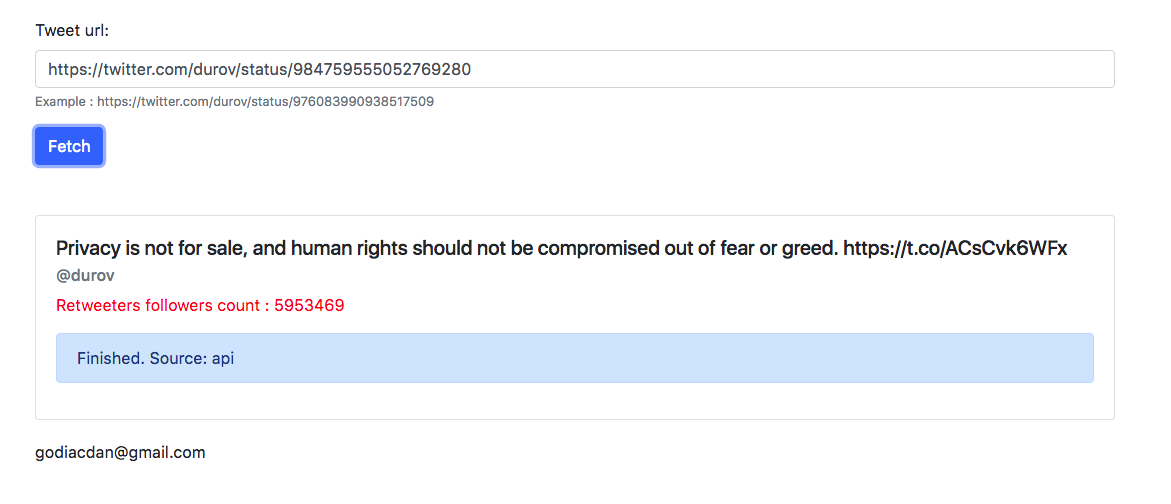 Tweet url:
https://twitter.com/durov/status/984759555052769280
Example : https://twitter.com/durov/status/976083990938517509
Fetch
Privacy is not for sale, and human rights should not be compromised out of fear or greed. https://t.co/ACsCvk6WFx
@durov
Retweeters followers count : 5953469
Finished. Source: api
godiacdan@gmail.com